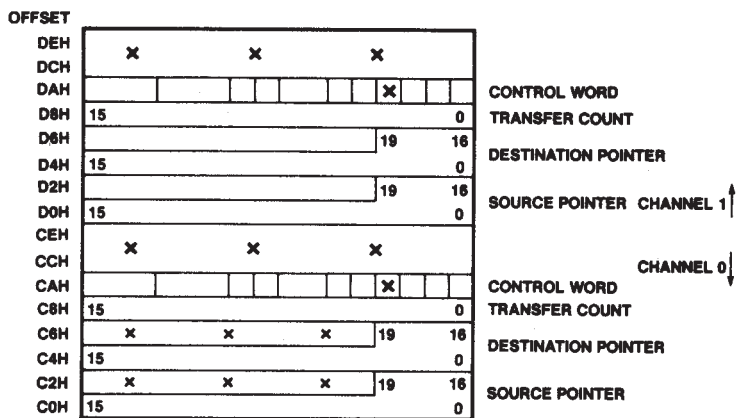 OFFSET
DEH
DCH
DAH CONTROL WORD
D8H 15 0 TRANSFER COUNT
D6H 19 16
DESTINATION POINTER
D4H 15 0
D2H 19 16
SOURCE POINTER CHANNEL 1
D0H 15 0
CEH
CCH CHANNEL 0
CAH CONTROL WORD
C8H 15 0 TRANSFER COUNT
C6H 19 16
DESTINATION POINTER
C4H 15 0
C2H 19 16
SOURCE POINTER
C0H 15 0